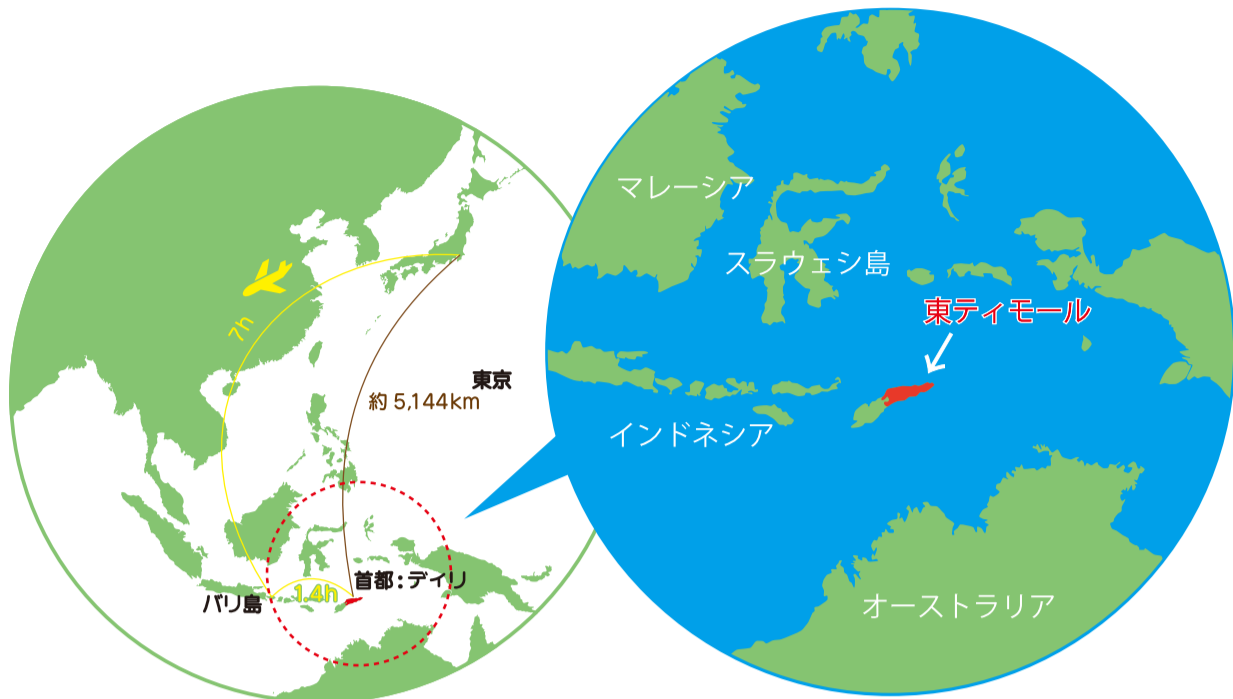 7h
東京
約 5,144km
首都：ディリ
バリ島
1.4h
マレーシア
スラウェシ島
東ティモール
インドネシア
オーストラリア